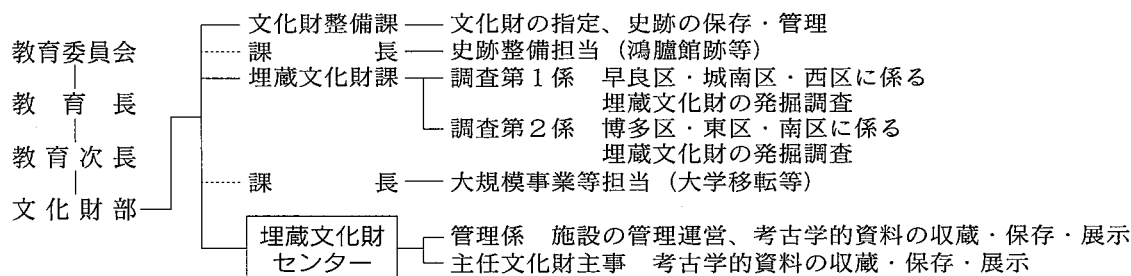 教育委員会
教育長
教育次長
文化財部
文化財整備課 文化財の指定、史跡の保存・管理
課長 史跡整備担当（鴻臚館跡等）
埋蔵文化財課 調査第１係 早良区・城南区・西区に係る
埋蔵文化財の発掘調査
調査第２係 博多区・東区・南区に係る
埋蔵文化財の発掘調査
課長 大規模事業等担当（大学移転等）
埋蔵文化財
センター
管理係 施設の管理運営、考古学的資料の収蔵・保存・展示
主任文化財主事 考古学的資料の収蔵・保存・展示